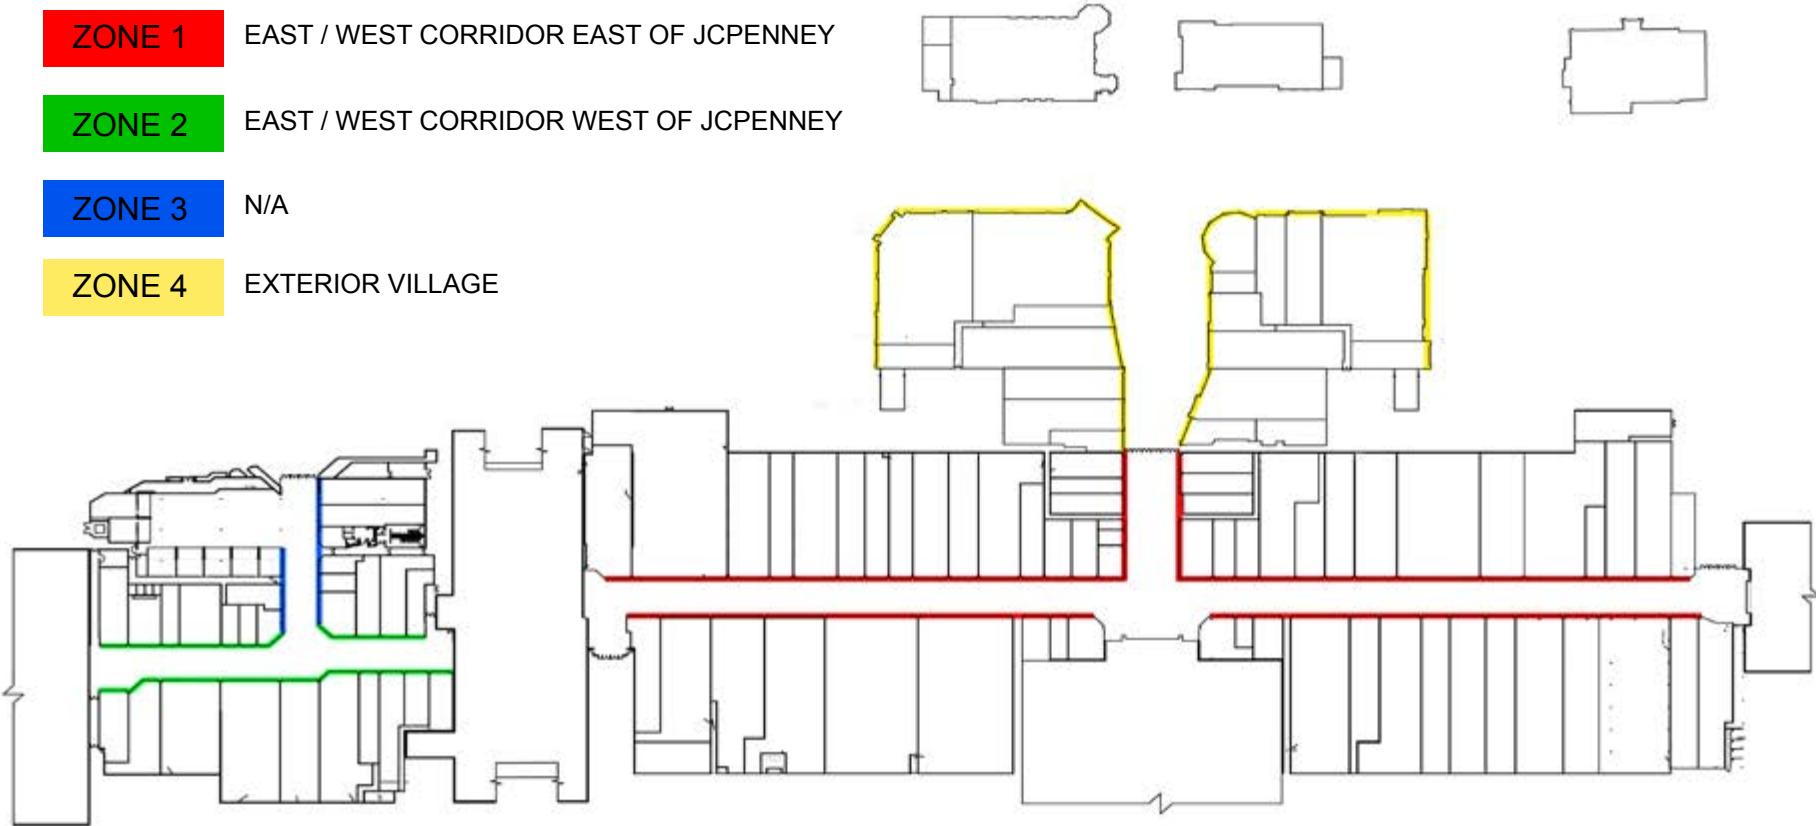 ZONE 1 EAST / WEST CORRIDOR EAST OF JCPENNEY
ZONE 2 EAST / WEST CORRIDOR WEST OF JCPENNEY
ZONE 3 N/A
ZONE 4 EXTERIOR VILLAGE